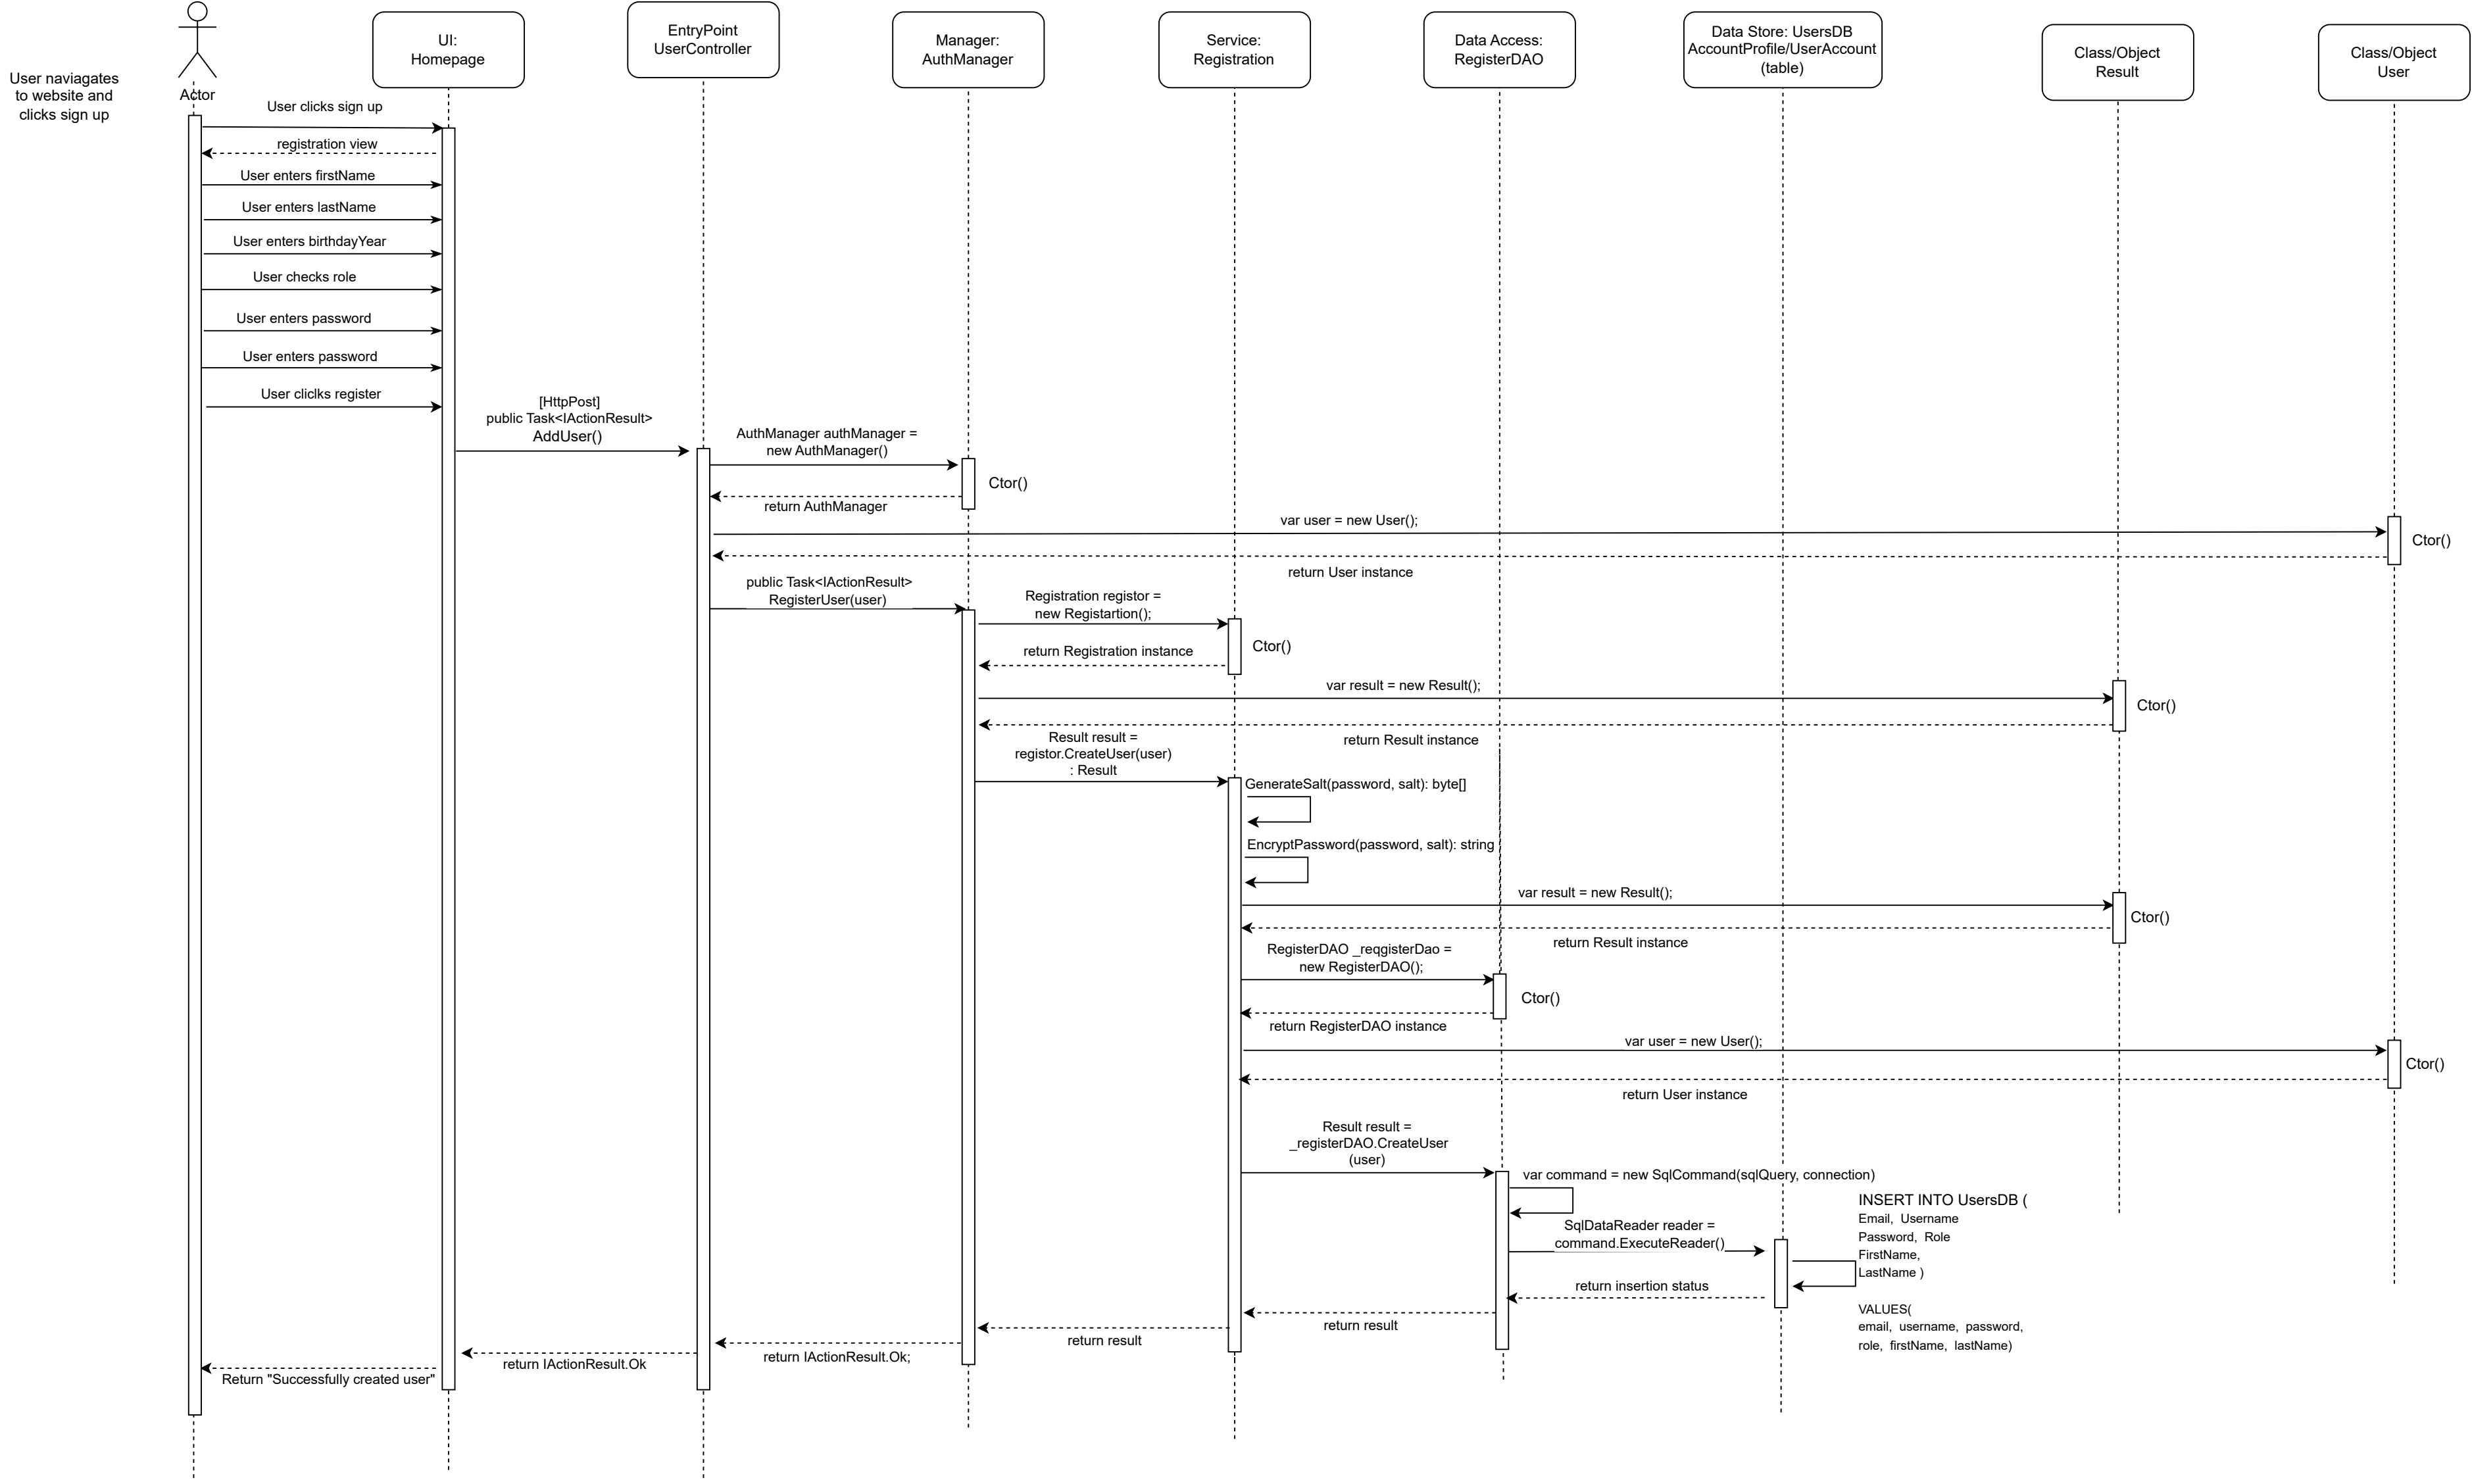 User naviagates
to website and
clicks sign up
Actor
UI:
Homepage
EntryPoint
UserController
Manager:
AuthManager
Service:
Registration
Data Access:
RegisterDAO
Data Store: UsersDB
AccountProfile/UserAccount
(table)
Class/Object
Result
Class/Object
User
User clicks sign up
registration view
User enters firstName
User enters lastName
User enters birthdayYear
User checks role
User enters password
User enters password
User cliclks register
[HttpPost]
public Task<IActionResult>
AddUser()
AuthManager authManager =
new AuthManager()
Ctor()
return AuthManager
var user = new User();
Ctor()
return User instance
public Task<IActionResult>
RegisterUser(user)
Registration registor =
new Registartion();
Ctor()
return Registration instance
var result = new Result();
Ctor()
return Result instance
Result result =
registor.CreateUser(user)
: Result
GenerateSalt(password, salt): byte[]
EncryptPassword(password, salt): string
var result = new Result();
Ctor()
return Result instance
RegisterDAO _reqgisterDao =
new RegisterDAO();
Ctor()
return RegisterDAO instance
var user = new User();
Ctor()
return User instance
Result result =
_registerDAO.CreateUser
(user)
var command = new SqlCommand(sqlQuery, connection)
SqlDataReader reader =
command.ExecuteReader()
INSERT INTO UsersDB (
Email, Username
Password, Role
FirstName,
LastName )
VALUES(
email, username, password,
role, firstName, lastName)
return insertion status
return result
return result
return IActionResult.Ok;
return IActionResult.Ok
Return "Successfully created user"